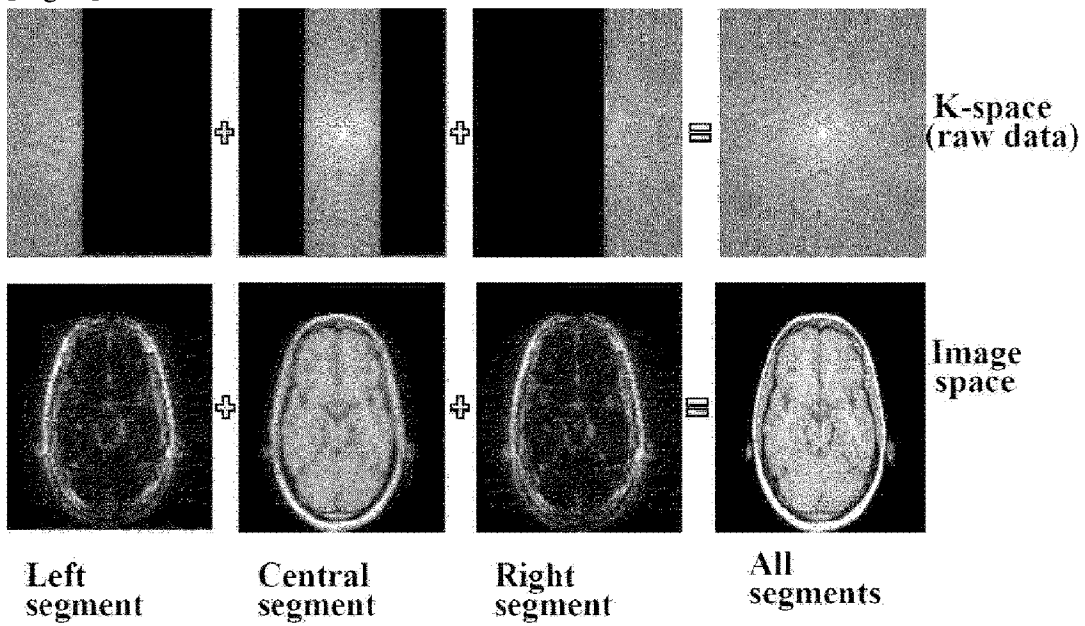 K-space
(raw data)
Image
space
Left
segment
Central
segment
Right
segment
All
segments